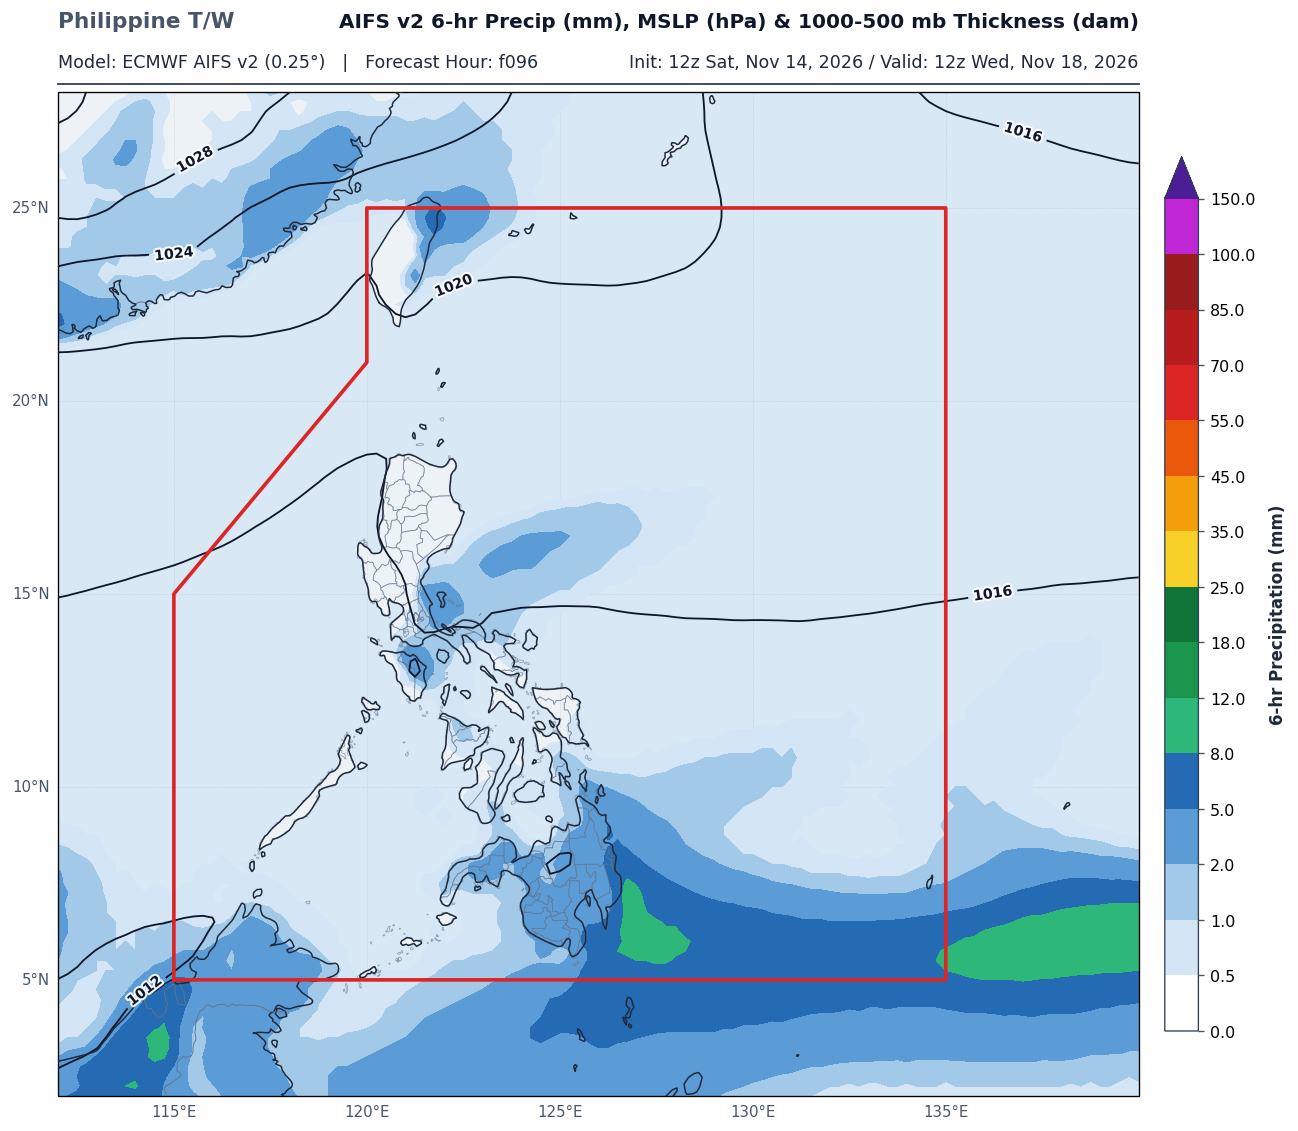 Philippine T/W
AIFS v2 6-hr Precip (mm), MSLP (hPa) & 1000-500 mb Thickness (dam)
Model: ECMWF AIFS v2 (0.25°) | Forecast Hour: f096
Init: 12z Sat, Nov 14, 2026 / Valid: 12z Wed, Nov 18, 2026
1016
1028
1024
1020
1016
1012
25°N
20°N
15°N
10°N
5°N
115°E
120°E
125°E
130°E
135°E
150.0
100.0
85.0
70.0
55.0
45.0
35.0
25.0
18.0
12.0
8.0
5.0
2.0
1.0
0.5
0.0
6-hr Precipitation (mm)